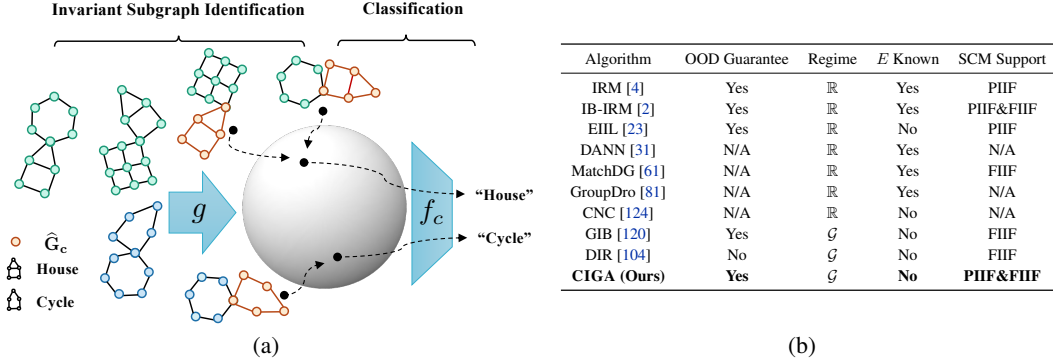 Invariant Subgraph Identification
Classification
g
f_c
"House"
"Cycle"
Ĝ_c
House
Cycle
(a)
Algorithm OOD Guarantee Regime E Known SCM Support
IRM [4] Yes ℝ Yes PIIF
IB-IRM [2] Yes ℝ Yes PIIF&FIIF
EIIL [23] Yes ℝ No PIIF
DANN [31] N/A ℝ Yes N/A
MatchDG [61] N/A ℝ Yes FIIF
GroupDro [81] N/A ℝ Yes N/A
CNC [124] N/A ℝ No N/A
GIB [120] Yes 𝒢 No FIIF
DIR [104] No 𝒢 No FIIF
CIGA (Ours) Yes 𝒢 No PIIF&FIIF
(b)